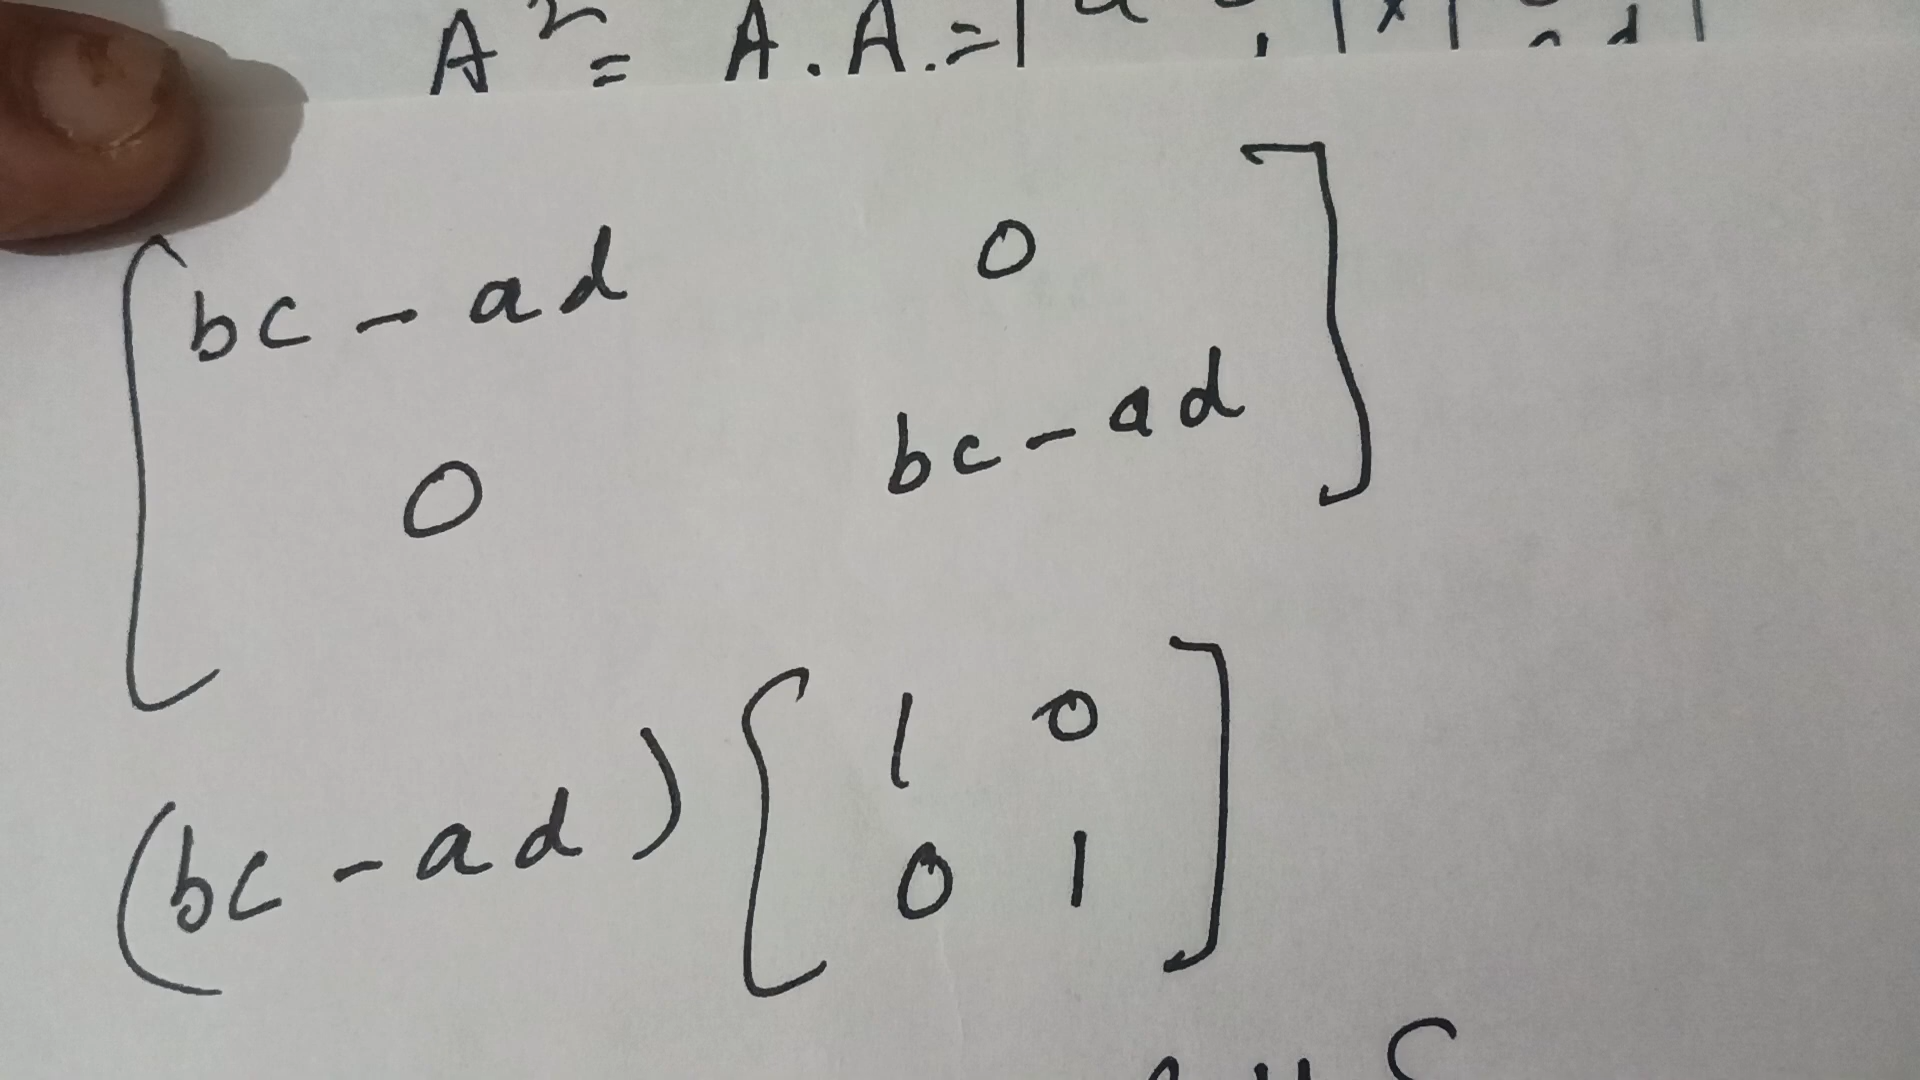 A² = A.A. =
[bc - ad 0
0 bc - ad]
(bc - ad) [1 0
0 1]